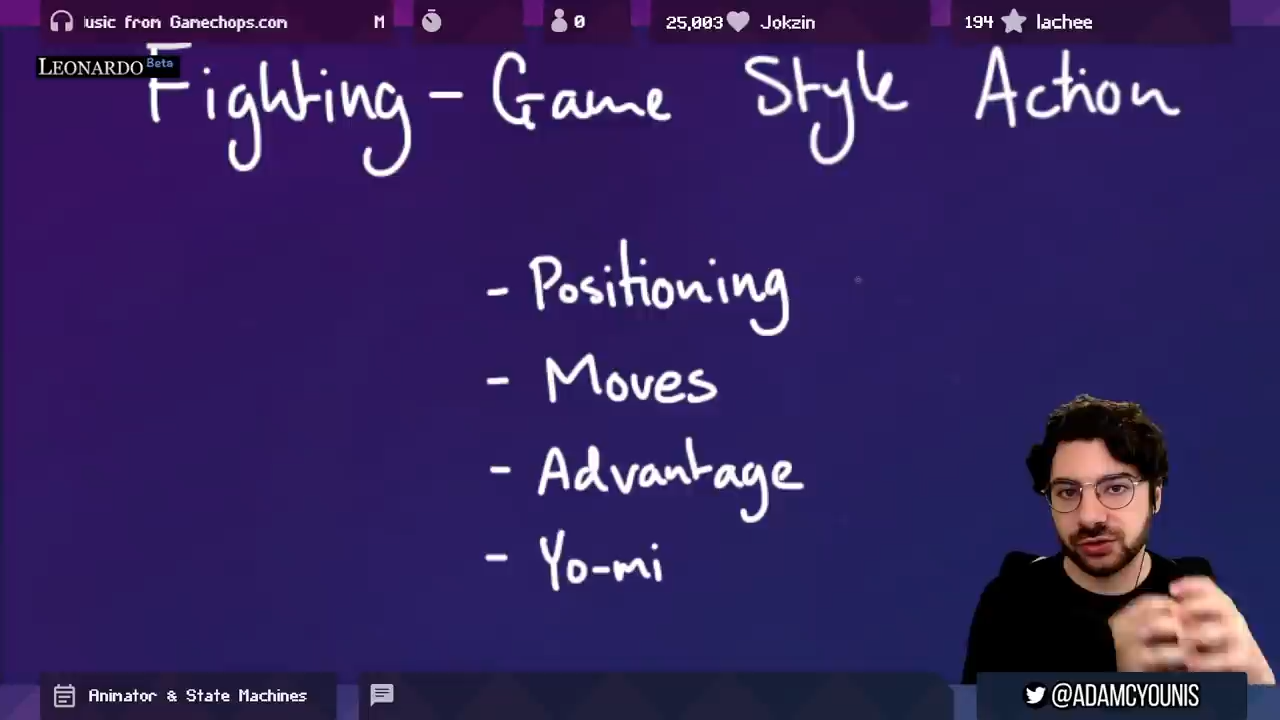 usic from Gamechops.com M
0
25,003 Jokzin
194 lachee
LEONARDO Beta
Fighting - Game Style Action
- Positioning
- Moves
- Advantage
- Yo-mi
Animator & State Machines
@ADAMCYOUNIS